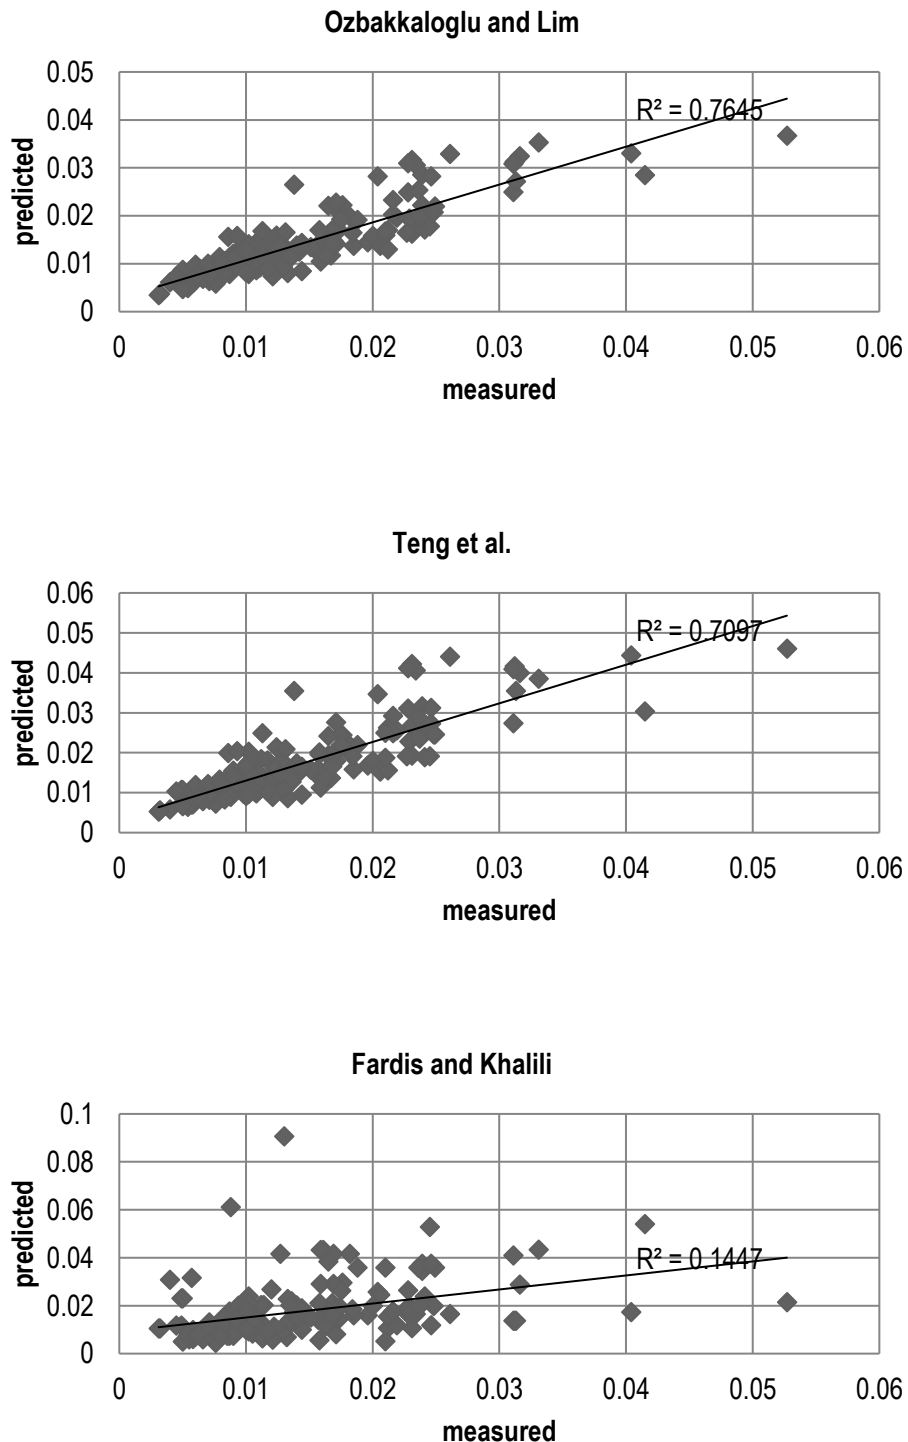 Ozbakkaloglu and Lim
0.05
0.04
0.03
0.02
0.01
0
predicted
R² = 0.7645
0 0.01 0.02 0.03 0.04 0.05 0.06
measured
Teng et al.
0.06
0.05
0.04
0.03
0.02
0.01
0
predicted
R² = 0.7097
0 0.01 0.02 0.03 0.04 0.05 0.06
measured
Fardis and Khalili
0.1
0.08
0.06
0.04
0.02
0
predicted
R² = 0.1447
0 0.01 0.02 0.03 0.04 0.05 0.06
measured